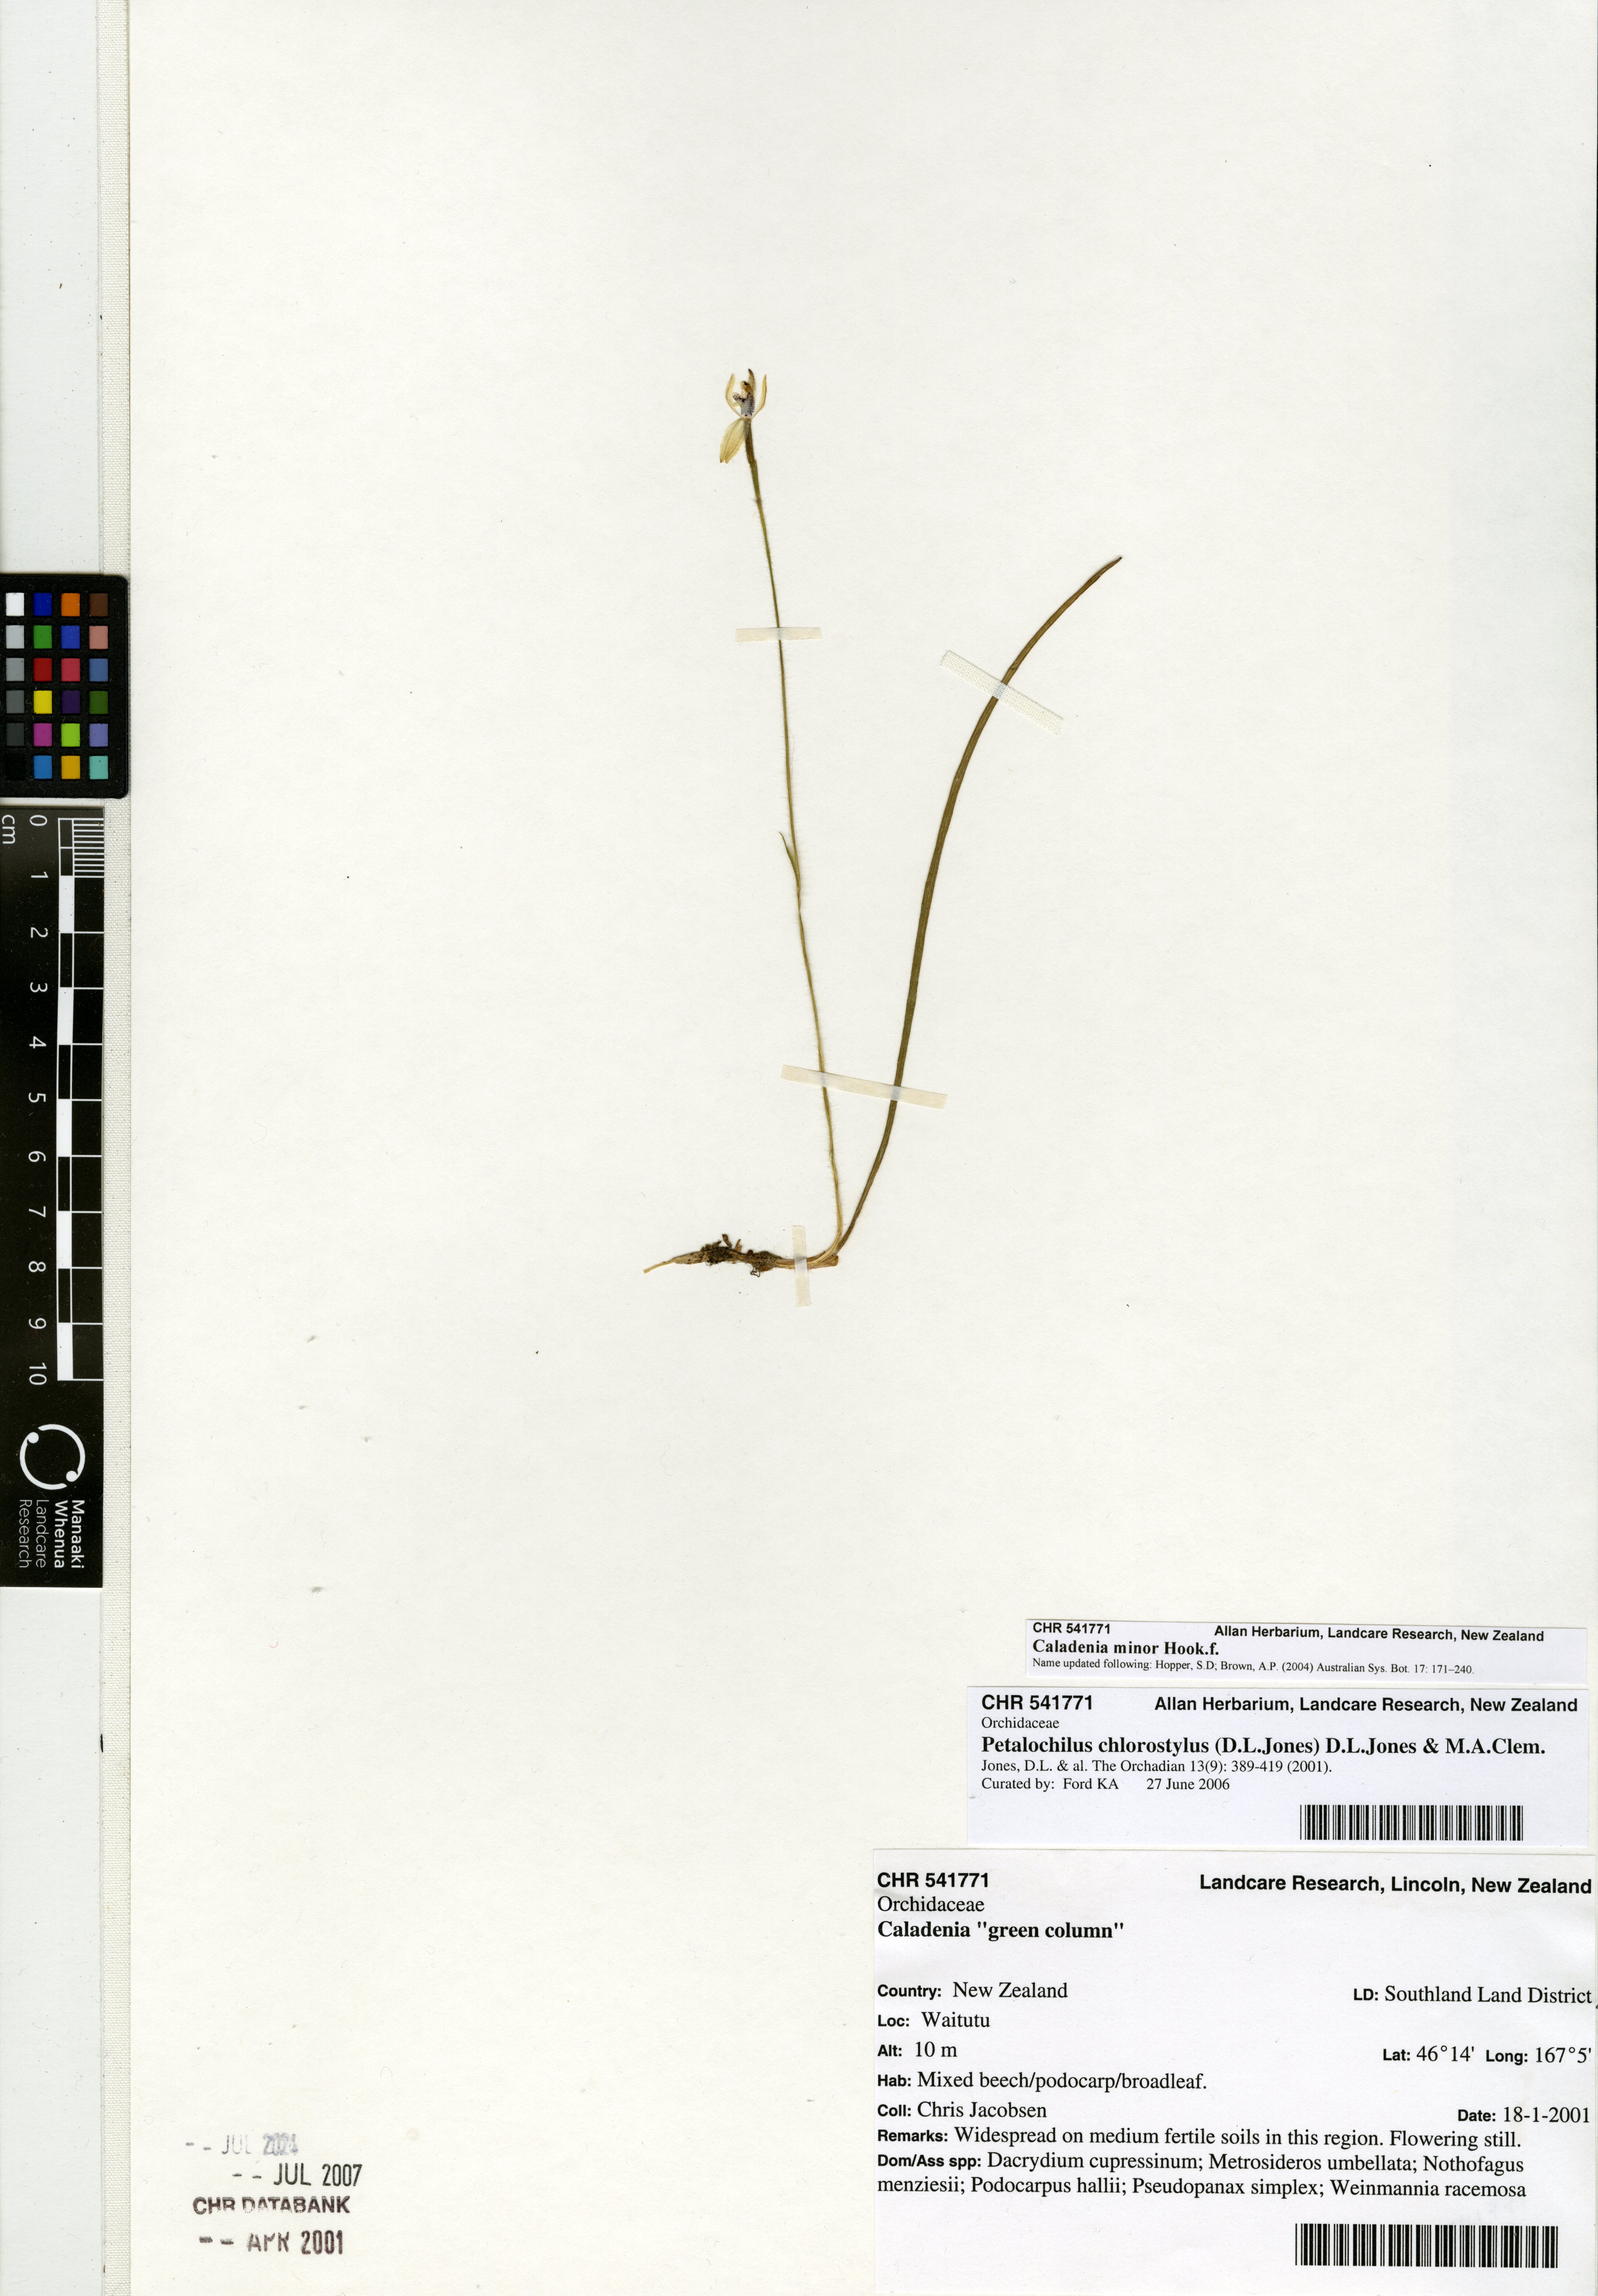 cm
0
1
2
3
4
5
6
7
8
9
10
Manaaki
Whenua
Landcare
Research
CHR 541771 Allan Herbarium, Landcare Research, New Zealand
Caladenia minor Hook.f.
Name updated following: Hopper, S.D; Brown, A.P. (2004) Australian Sys. Bot. 17: 171–240.
CHR 541771 Allan Herbarium, Landcare Research, New Zealand
Orchidaceae
Petalochilus chlorostylus (D.L.Jones) D.L.Jones & M.A.Clem.
Jones, D.L. & al. The Orchadian 13(9): 389-419 (2001).
Curated by: Ford KA 27 June 2006
CHR 541771 Landcare Research, Lincoln, New Zealand
Orchidaceae
Caladenia "green column"
Country: New Zealand LD: Southland Land District
Loc: Waitutu
Alt: 10 m Lat: 46°14' Long: 167°5'
Hab: Mixed beech/podocarp/broadleaf.
Coll: Chris Jacobsen Date: 18-1-2001
Remarks: Widespread on medium fertile soils in this region. Flowering still.
Dom/Ass spp: Dacrydium cupressinum; Metrosideros umbellata; Nothofagus
menziesii; Podocarpus hallii; Pseudopanax simplex; Weinmannia racemosa
-- JUL 2024
-- JUL 2007
CHR DATABANK
-- APR 2001